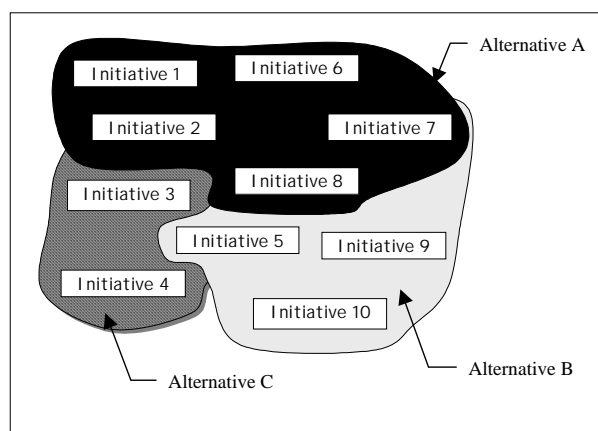 Alternative A
Initiative 1
Initiative 6
Initiative 2
Initiative 7
Initiative 3
Initiative 8
Initiative 5
Initiative 9
Initiative 4
Initiative 10
Alternative B
Alternative C